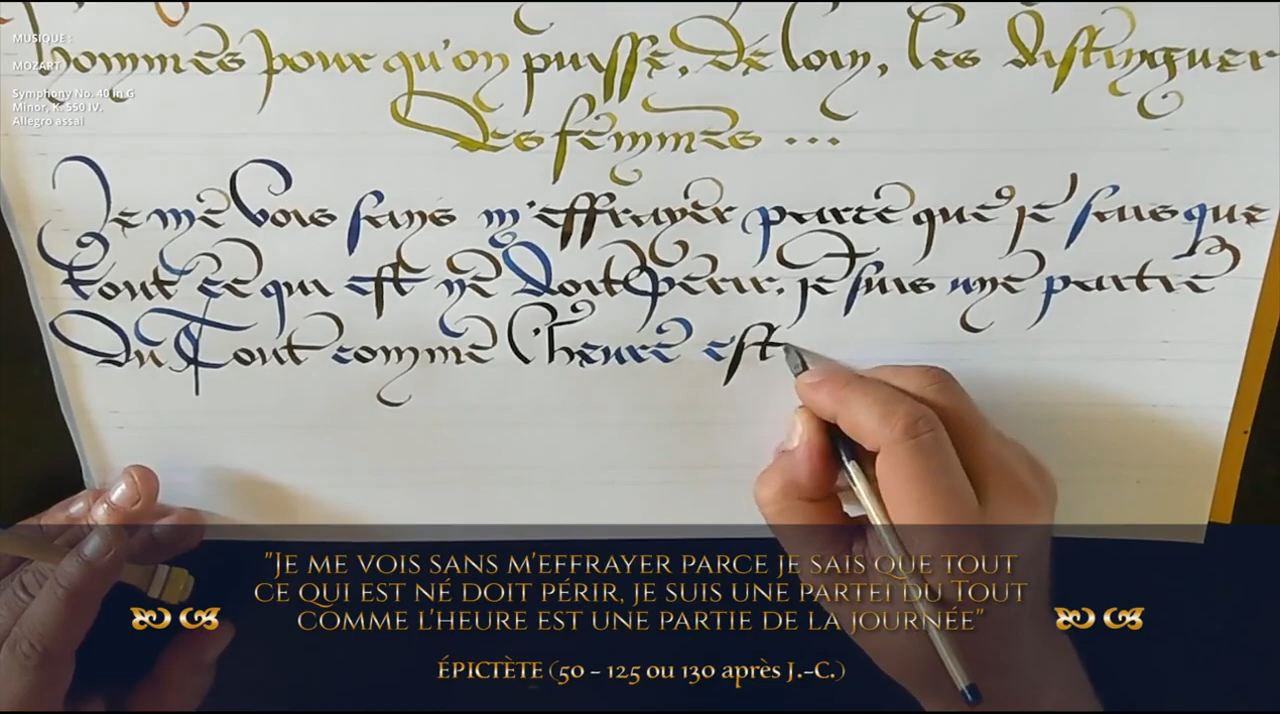 MUSIQUE :
MOZART
Symphony No. 40 in G
Minor, K. 550 IV.
Allegro assai
hommes pour qu'on puisse, de loin, les distinguer
des femmes ...
Je me vois sans m'effrayer parce que je sais que
tout ce qui est né doit périr, je suis une partie
du Tout comme l'heure est
"JE ME VOIS SANS M'EFFRAYER PARCE JE SAIS QUE TOUT
CE QUI EST NÉ DOIT PÉRIR, JE SUIS UNE PARTEI DU TOUT
COMME L'HEURE EST UNE PARTIE DE LA JOURNÉE"
ÉPICTÈTE (50 - 125 ou 130 après J.-C.)